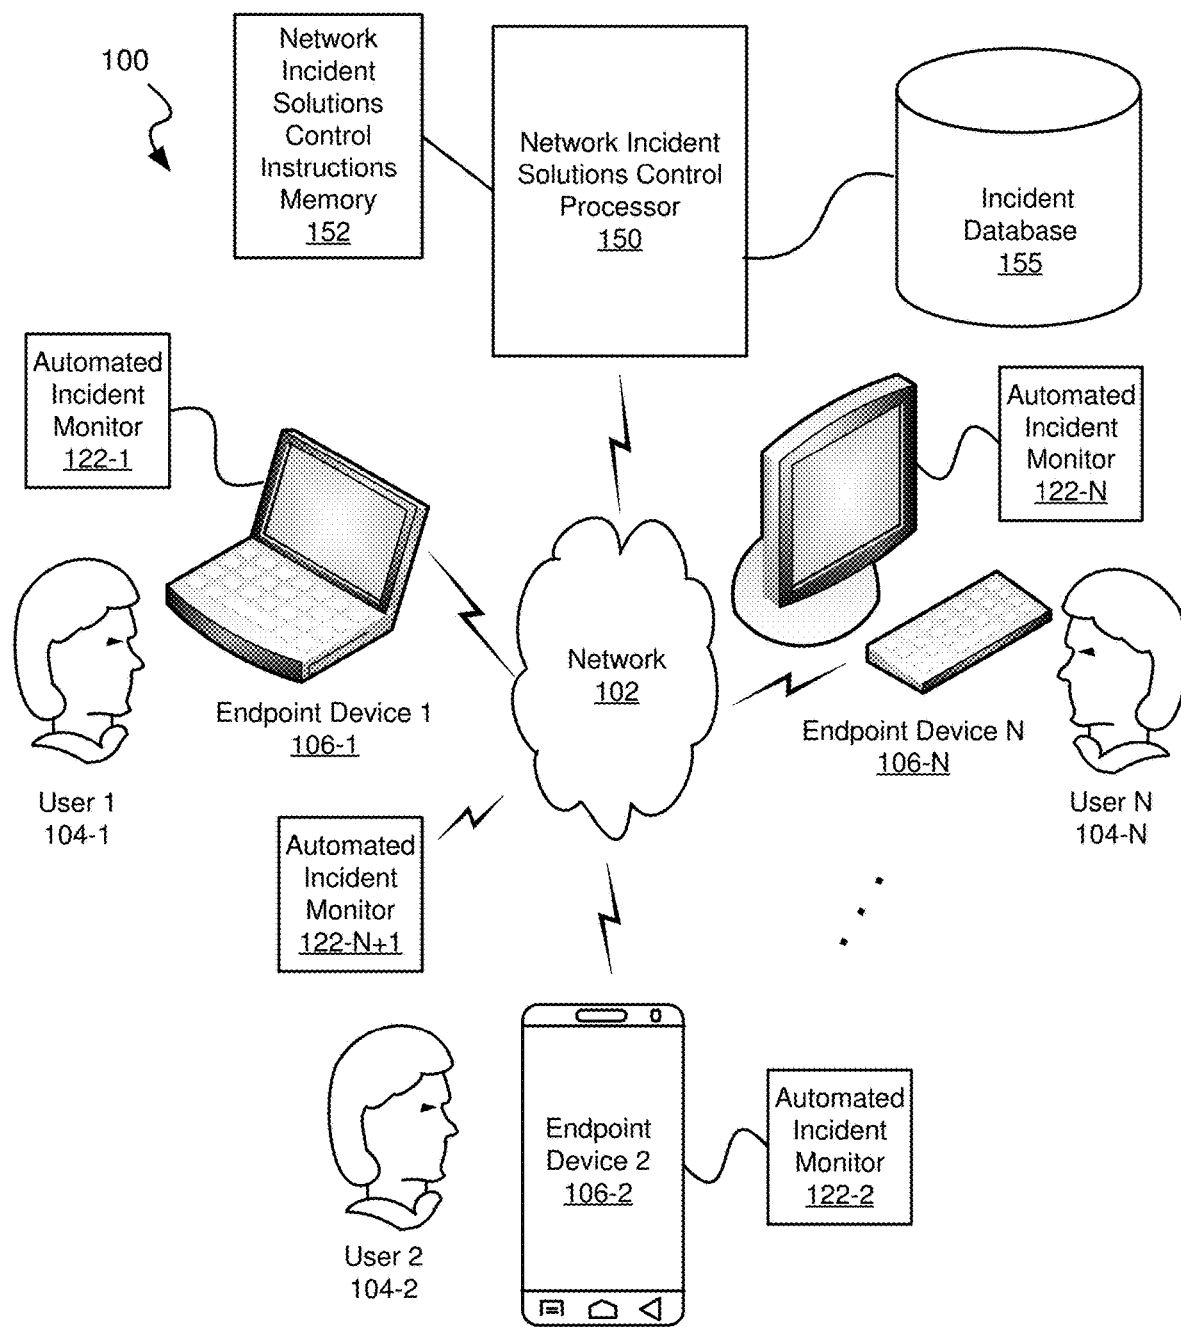 100
Network
Incident
Solutions
Control
Instructions
Memory
152
Network Incident
Solutions Control
Processor
150
Incident
Database
155
Automated
Incident
Monitor
122-1
Automated
Incident
Monitor
122-N
Endpoint Device 1
106-1
Network
102
Endpoint Device N
106-N
User 1
104-1
User N
104-N
Automated
Incident
Monitor
122-N+1
Endpoint
Device 2
106-2
Automated
Incident
Monitor
122-2
User 2
104-2